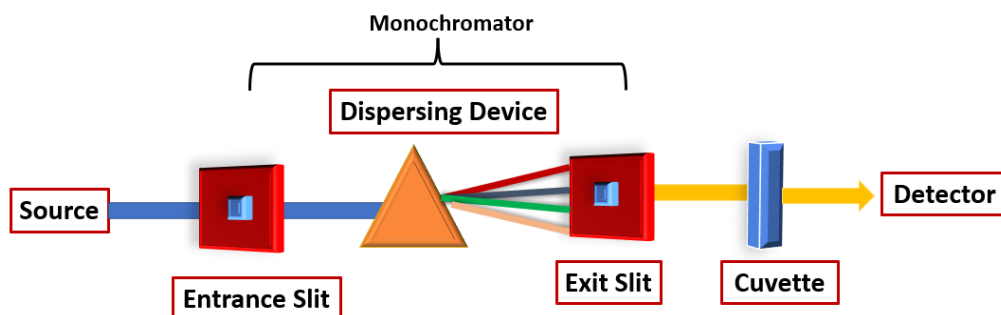 Monochromator
Dispersing Device
Source
Detector
Entrance Slit
Exit Slit
Cuvette